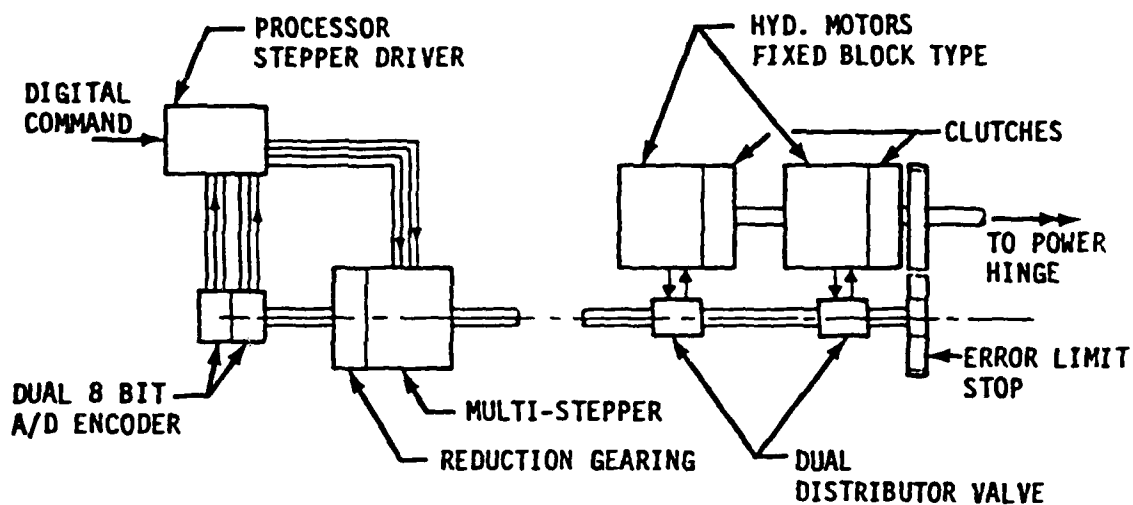 PROCESSOR
STEPPER DRIVER
HYD. MOTORS
FIXED BLOCK TYPE
DIGITAL
COMMAND
CLUTCHES
TO POWER
HINGE
ERROR LIMIT
STOP
DUAL 8 BIT
A/D ENCODER
MULTI-STEPPER
REDUCTION GEARING
DUAL
DISTRIBUTOR VALVE